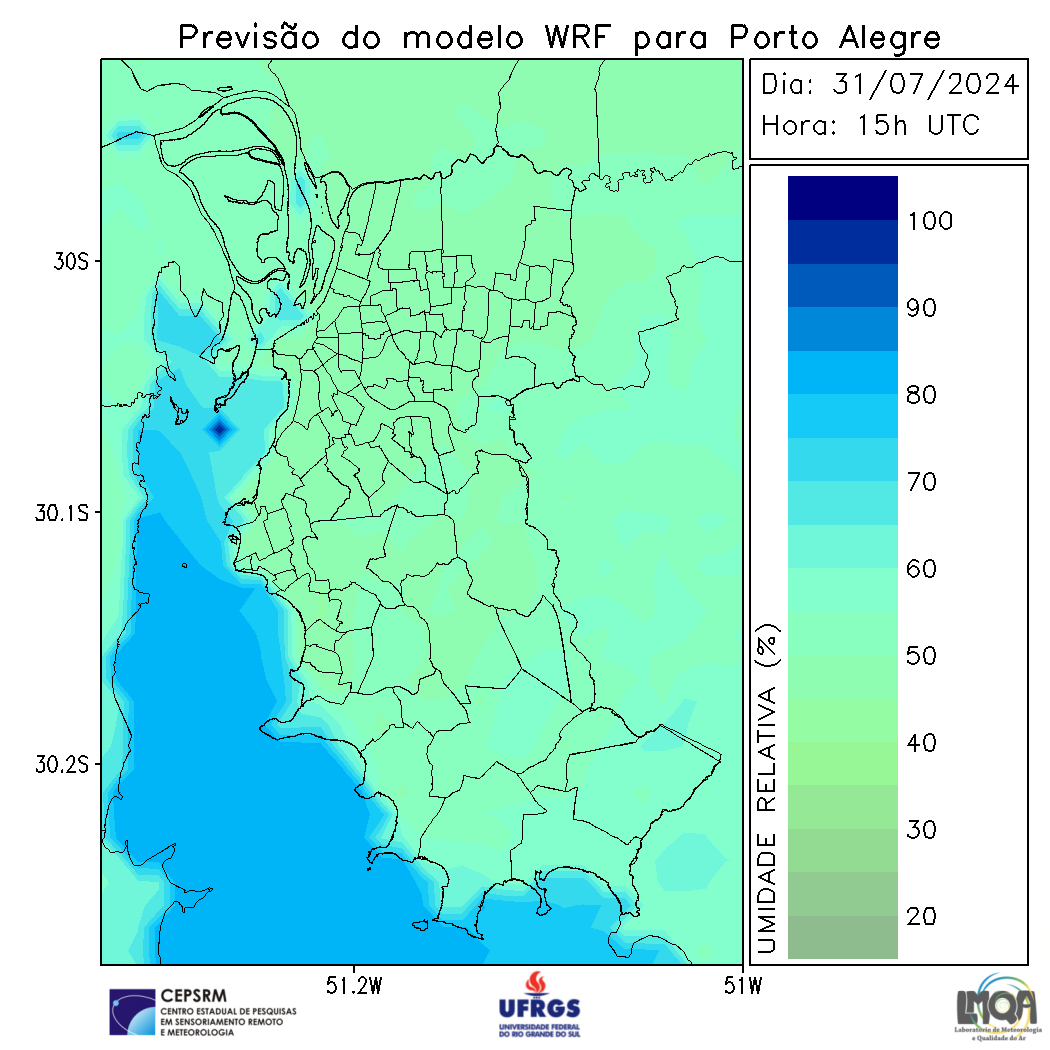 Previsão do modelo WRF para Porto Alegre
Dia: 31/07/2024
Hora: 15h UTC
100
90
80
70
60
50
40
30
20
UMIDADE RELATIVA (%)
30S
30.1S
30.2S
51.2W
51W
CEPSRM
CENTRO ESTADUAL DE PESQUISAS
EM SENSORIAMENTO REMOTO
E METEOROLOGIA
UFRGS
UNIVERSIDADE FEDERAL
DO RIO GRANDE DO SUL
LMQA
Laboratório de Meteorologia
e Qualidade do Ar